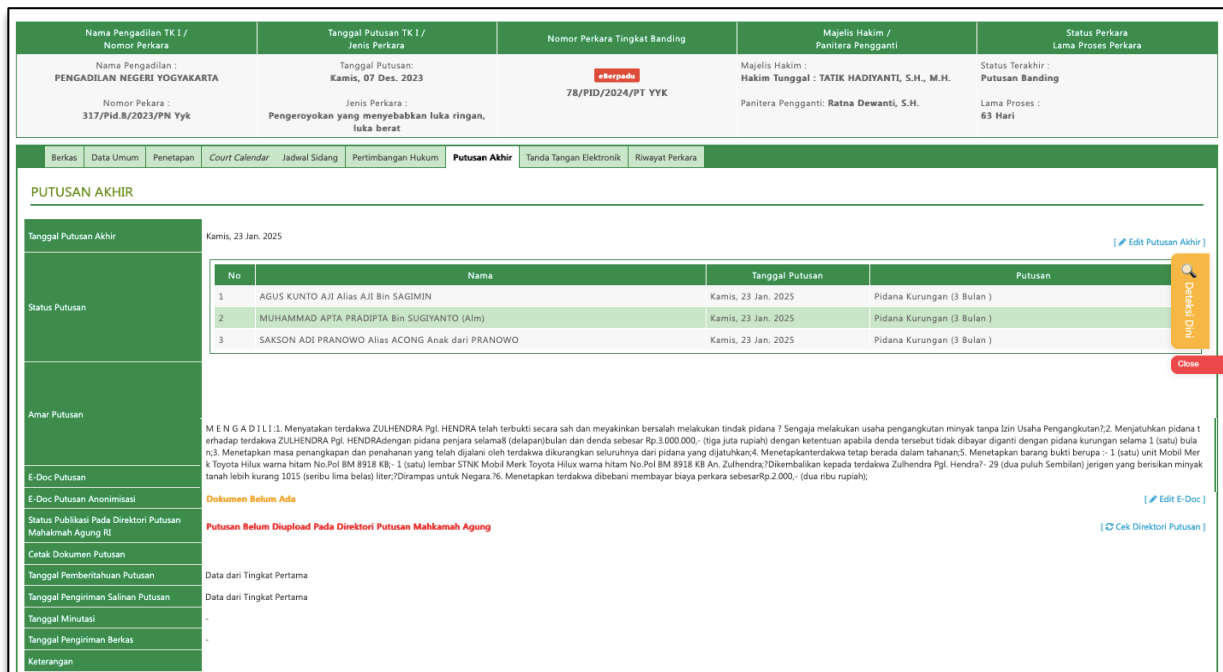 Nama Pengadilan TK I /
Nomor Perkara
Tanggal Putusan TK I /
Jenis Perkara
Nomor Perkara Tingkat Banding
Majelis Hakim /
Panitera Pengganti
Status Perkara
Lama Proses Perkara
Nama Pengadilan :
PENGADILAN NEGERI YOGYAKARTA
Nomor Pekara :
317/Pid.B/2023/PN Yyk
Tanggal Putusan:
Kamis, 07 Des. 2023
Jenis Perkara :
Pengeroyokan yang menyebabkan luka ringan,
luka berat
eBerpadu
78/PID/2024/PT YYK
Majelis Hakim :
Hakim Tunggal : TATIK HADIYANTI, S.H., M.H.
Panitera Pengganti: Ratna Dewanti, S.H.
Status Terakhir :
Putusan Banding
Lama Proses :
63 Hari
Berkas Data Umum Penetapan Court Calendar Jadwal Sidang Pertimbangan Hukum Putusan Akhir Tanda Tangan Elektronik Riwayat Perkara
PUTUSAN AKHIR
Tanggal Putusan Akhir Kamis, 23 Jan. 2025 [ Edit Putusan Akhir ]
Status Putusan
No Nama Tanggal Putusan Putusan
1 AGUS KUNTO AJI Alias AJI Bin SAGIMIN Kamis, 23 Jan. 2025 Pidana Kurungan (3 Bulan )
2 MUHAMMAD APTA PRADIPTA Bin SUGIYANTO (Alm) Kamis, 23 Jan. 2025 Pidana Kurungan (3 Bulan )
3 SAKSON ADI PRANOWO Alias ACONG Anak dari PRANOWO Kamis, 23 Jan. 2025 Pidana Kurungan (3 Bulan )
Deteksi Dini
Close
Amar Putusan
M E N G A D I L I :1. Menyatakan terdakwa ZULHENDRA Pgl. HENDRA telah terbukti secara sah dan meyakinkan bersalah melakukan tindak pidana ? Sengaja melakukan usaha pengangkutan minyak tanpa Izin Usaha Pengangkutan?;2. Menjatuhkan pidana t
erhadap terdakwa ZULHENDRA Pgl. HENDRAdengan pidana penjara selama8 (delapan)bulan dan denda sebesar Rp.3.000.000,- (tiga juta rupiah) dengan ketentuan apabila denda tersebut tidak dibayar diganti dengan pidana kurungan selama 1 (satu) bula
n;3. Menetapkan masa penangkapan dan penahanan yang telah dijalani oleh terdakwa dikurangkan seluruhnya dari pidana yang dijatuhkan;4. Menetapkanterdakwa tetap berada dalam tahanan;5. Menetapkan barang bukti berupa :- 1 (satu) unit Mobil Mer
k Toyota Hilux warna hitam No.Pol BM 8918 KB;- 1 (satu) lembar STNK Mobil Merk Toyota Hilux warna hitam No.Pol BM 8918 KB An. Zulhendra;?Dikembalikan kepada terdakwa Zulhendra Pgl. Hendra?- 29 (dua puluh Sembilan) jerigen yang berisikan minyak
tanah lebih kurang 1015 (seribu lima belas) liter;?Dirampas untuk Negara.?6. Menetapkan terdakwa dibebani membayar biaya perkara sebesarRp.2.000,- (dua ribu rupiah);
E-Doc Putusan
E-Doc Putusan Anonimisasi Dokumen Belum Ada [ Edit E-Doc ]
Status Publikasi Pada Direktori Putusan
Mahakmah Agung RI
Putusan Belum Diupload Pada Direktori Putusan Mahkamah Agung [ Cek Direktori Putusan ]
Cetak Dokumen Putusan
Tanggal Pemberitahuan Putusan Data dari Tingkat Pertama
Tanggal Pengiriman Salinan Putusan Data dari Tingkat Pertama
Tanggal Minutasi -
Tanggal Pengiriman Berkas -
Keterangan